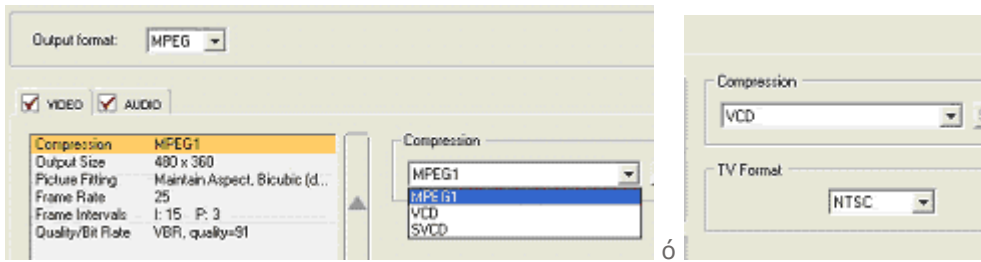 Output format: MPEG
VIDEO AUDIO
Compression MPEG1
Output Size 480 x 360
Picture Fitting Maintain Aspect, Bicubic (d...
Frame Rate 25
Frame Intervals I: 15 P: 3
Quality/Bit Rate VBR, quality=91
Compression
MPEG1
MPEG1
VCD
SVCD
ó
Compression
VCD
TV Format
NTSC